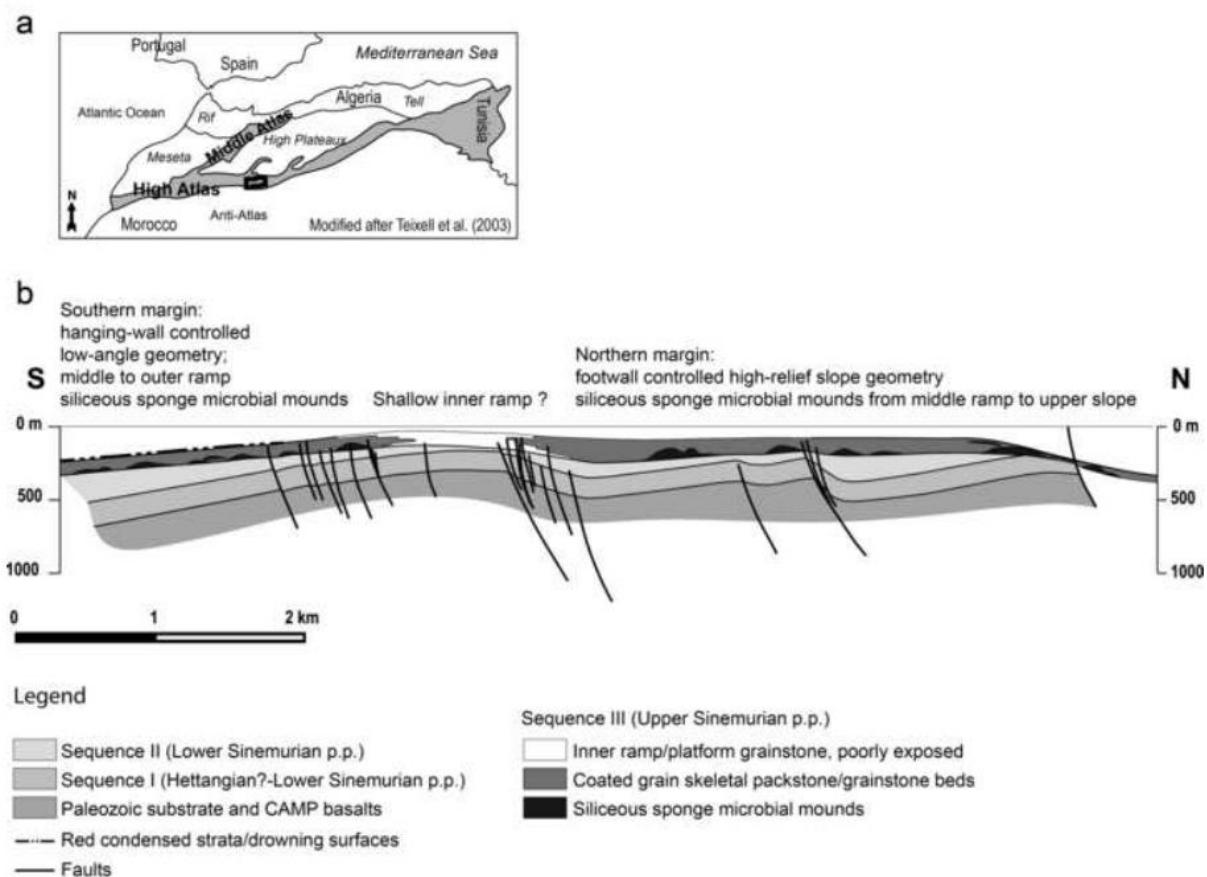 a
Portugal
Spain
Mediterranean Sea
Atlantic Ocean
Rif
Algeria
Tell
Tunisia
Middle Atlas
High Plateaux
Meseta
High Atlas
N
Anti-Atlas
Morocco
Modified after Teixell et al. (2003)
b
Southern margin:
hanging-wall controlled
low-angle geometry;
middle to outer ramp
siliceous sponge microbial mounds
S
Shallow inner ramp ?
Northern margin:
footwall controlled high-relief slope geometry
siliceous sponge microbial mounds from middle ramp to upper slope
N
0 m
500
1000
0 m
500
1000
0 1 2 km
Legend
Sequence II (Lower Sinemurian p.p.)
Sequence I (Hettangian?-Lower Sinemurian p.p.)
Paleozoic substrate and CAMP basalts
Red condensed strata/drowning surfaces
Faults
Sequence III (Upper Sinemurian p.p.)
Inner ramp/platform grainstone, poorly exposed
Coated grain skeletal packstone/grainstone beds
Siliceous sponge microbial mounds